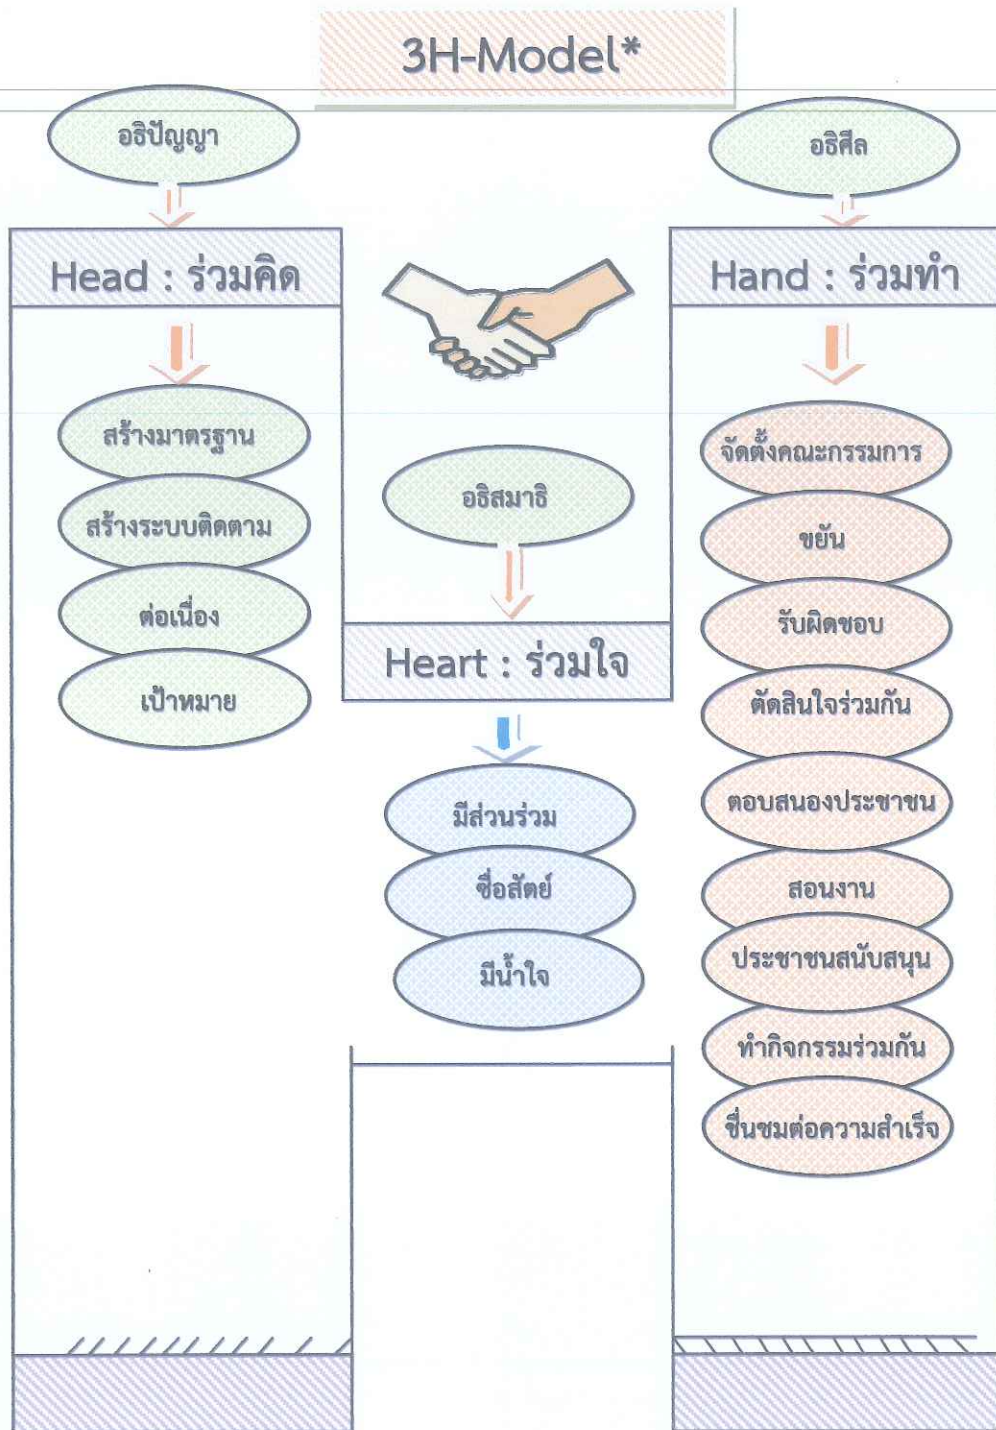 3H-Model*
อธิปัญญา
Head : ร่วมคิด
สร้างมาตรฐาน
สร้างระบบติดตาม
ต่อเนื่อง
เป้าหมาย
อธิสมาธิ
Heart : ร่วมใจ
มีส่วนร่วม
ซื่อสัตย์
มีน้ำใจ
อธิศีล
Hand : ร่วมทำ
จัดตั้งคณะกรรมการ
ขยัน
รับผิดชอบ
ตัดสินใจร่วมกัน
ตอบสนองประชาชน
สอนงาน
ประชาชนสนับสนุน
ทำกิจกรรมร่วมกัน
ชื่นชมต่อความสำเร็จ